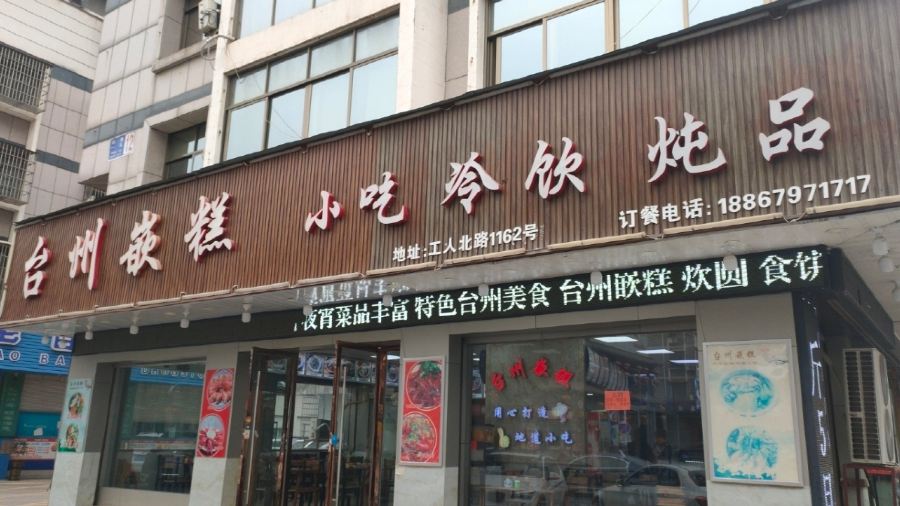 台州嵌糕 小吃 冷饮 炖品
地址:工人北路1162号
订餐电话:18867971717
夜宵菜品丰富 特色台州美食 台州嵌糕 炊圆 食饼
台州嵌糕
用心打造
地道小吃
台州嵌糕